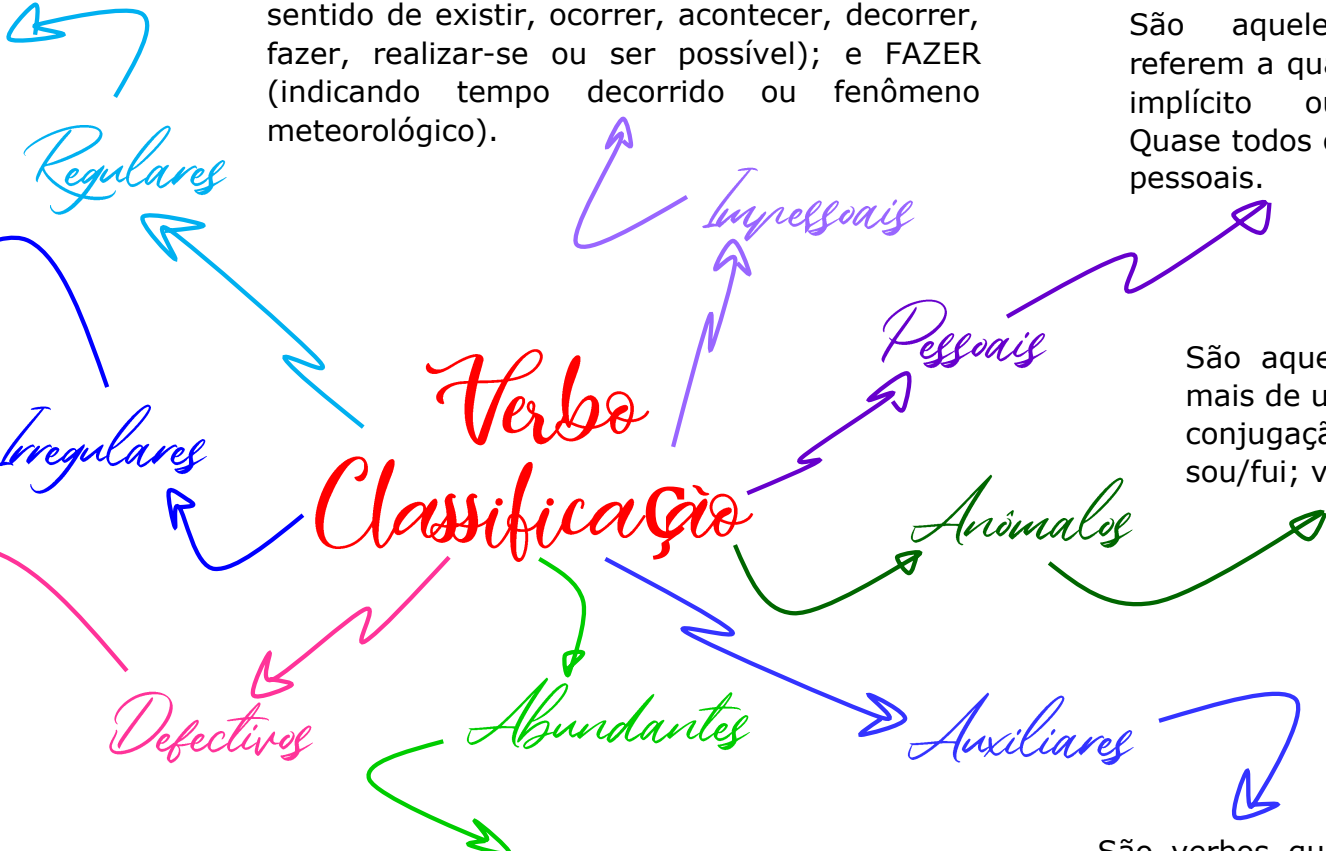 sentido de existir, ocorrer, acontecer, decorrer,
fazer, realizar-se ou ser possível); e FAZER
(indicando tempo decorrido ou fenômeno
meteorológico).
São
implícito
Quase todos
pessoais.
Regulares
Impessoais
Pessoais
São
mais de
sou/fui;
Irregulares
Verbo
Classificação
Anômalos
Defectivos
Abundantes
Auxiliares
São verbos